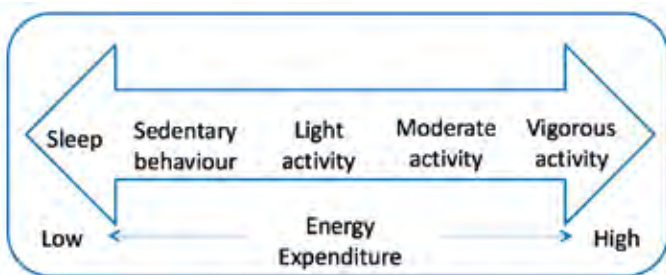 Sleep
Sedentary
behaviour
Light
activity
Moderate
activity
Vigorous
activity
Low
Energy
Expenditure
High